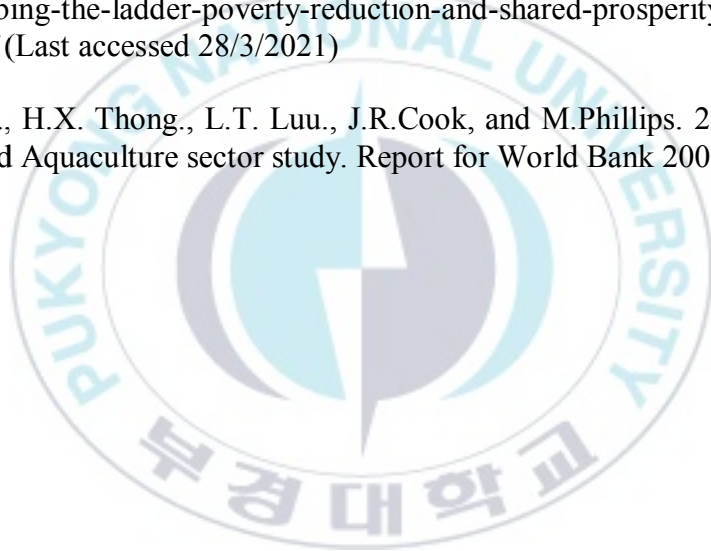 bing-the-ladder-poverty-reduction-and-shared-prosperity
(Last accessed 28/3/2021)
., H.X. Thong., L.T. Luu., J.R.Cook, and M.Phillips. 2
d Aquaculture sector study. Report for World Bank 200
PUKYONG NATIONAL UNIVERSITY
부경대학교